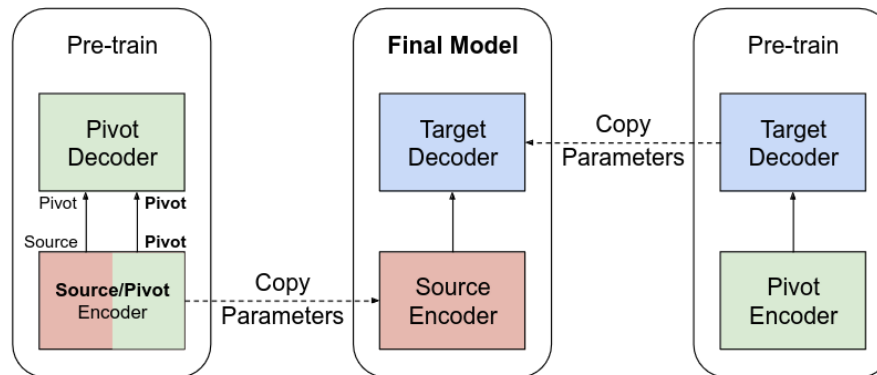 Pre-train
Pivot
Decoder
Pivot
Pivot
Source
Pivot
Source/Pivot
Encoder
Copy
Parameters
Final Model
Target
Decoder
Source
Encoder
Copy
Parameters
Pre-train
Target
Decoder
Pivot
Encoder